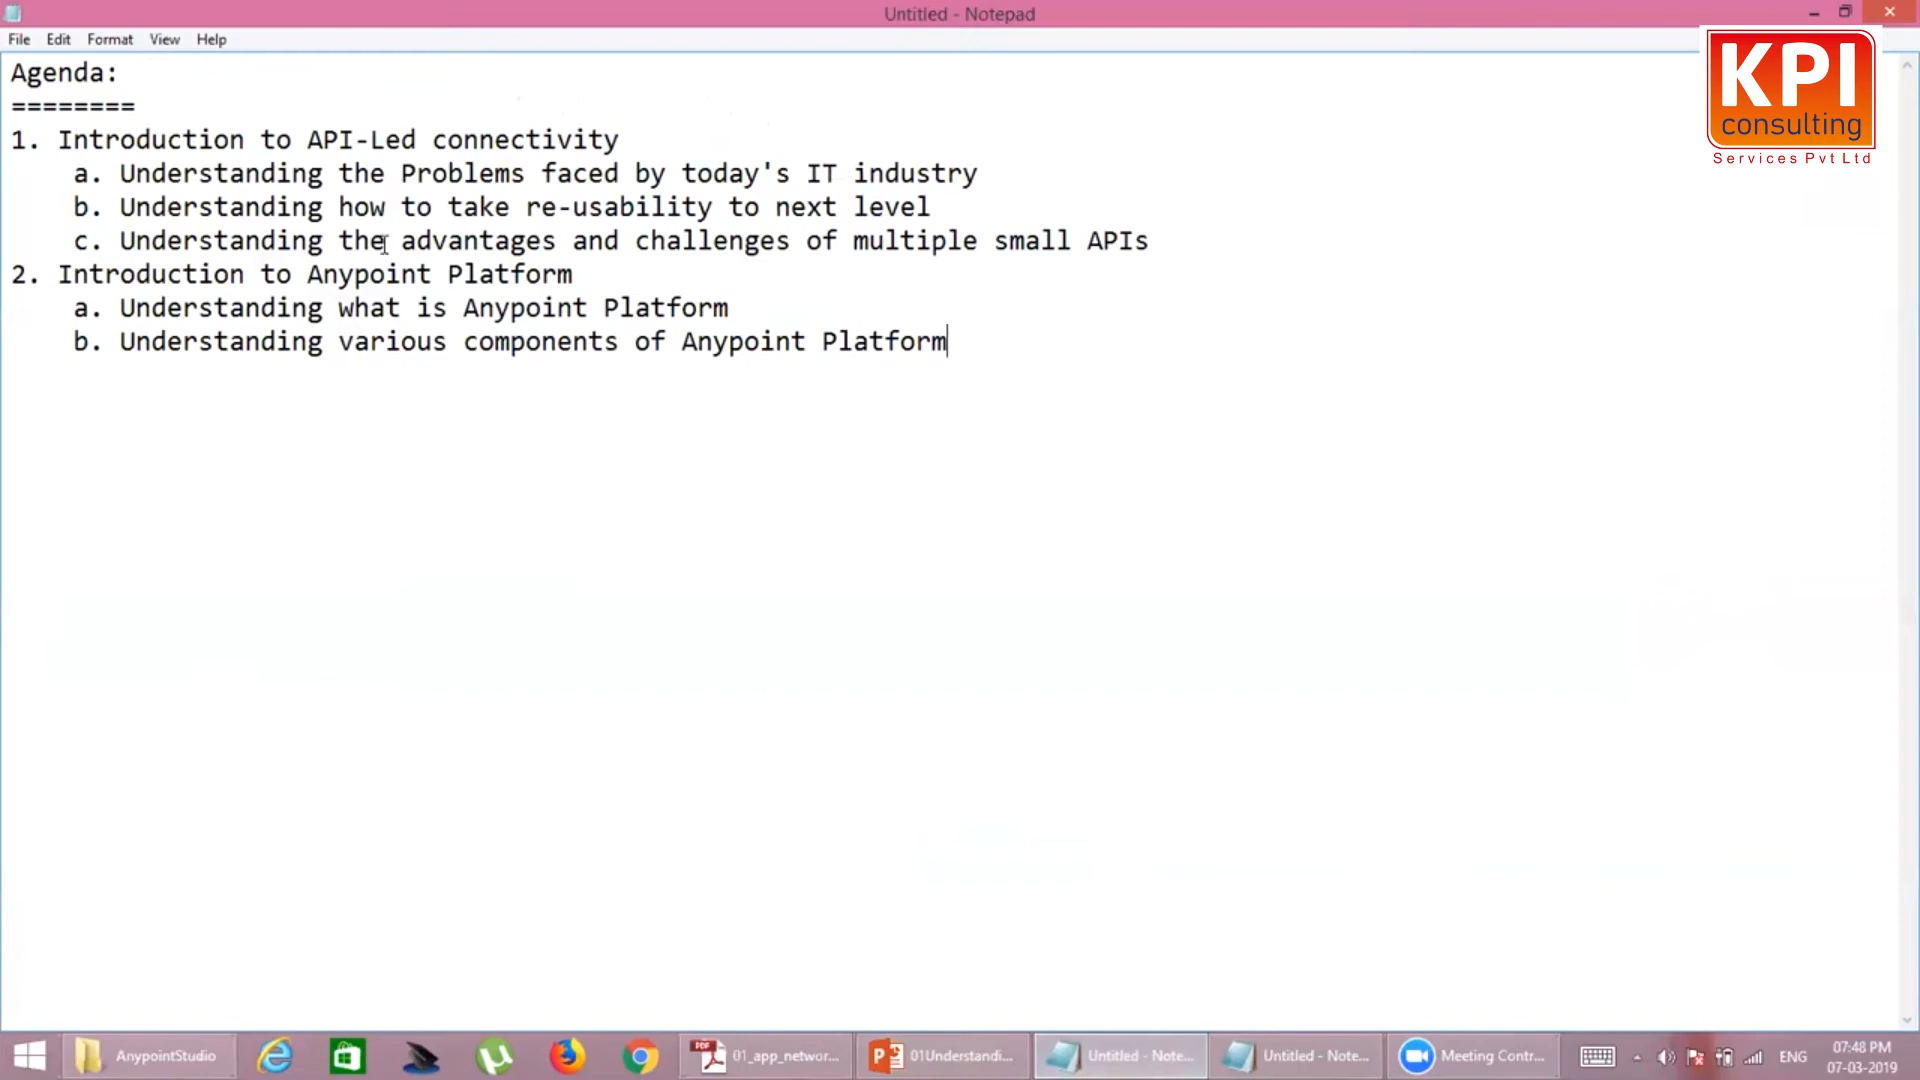 Untitled - Notepad
File Edit Format View Help
KPI
consulting
Services Pvt Ltd
Agenda:
========
1. Introduction to API-Led connectivity
a. Understanding the Problems faced by today's IT industry
b. Understanding how to take re-usability to next level
c. Understanding the advantages and challenges of multiple small APIs
2. Introduction to Anypoint Platform
a. Understanding what is Anypoint Platform
b. Understanding various components of Anypoint Platform
AnypointStudio 01_app_networ... 01Understandi... Untitled - Note... Untitled - Note... Meeting Contr... ENG 07:48 PM
07-03-2019